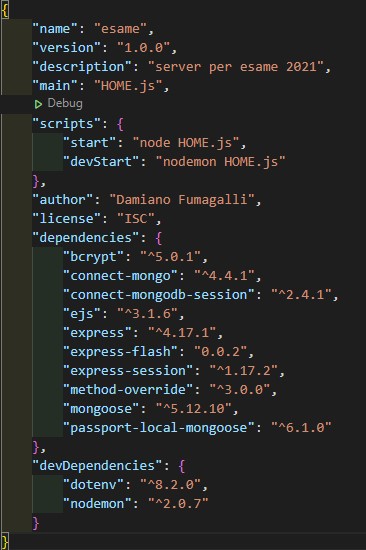 {
"name": "esame",
"version": "1.0.0",
"description": "server per esame 2021",
"main": "HOME.js",
Debug
"scripts": {
"start": "node HOME.js",
"devStart": "nodemon HOME.js"
},
"author": "Damiano Fumagalli",
"license": "ISC",
"dependencies": {
"bcrypt": "^5.0.1",
"connect-mongo": "^4.4.1",
"connect-mongodb-session": "^2.4.1",
"ejs": "^3.1.6",
"express": "^4.17.1",
"express-flash": "0.0.2",
"express-session": "^1.17.2",
"method-override": "^3.0.0",
"mongoose": "^5.12.10",
"passport-local-mongoose": "^6.1.0"
},
"devDependencies": {
"dotenv": "^8.2.0",
"nodemon": "^2.0.7"
}
}